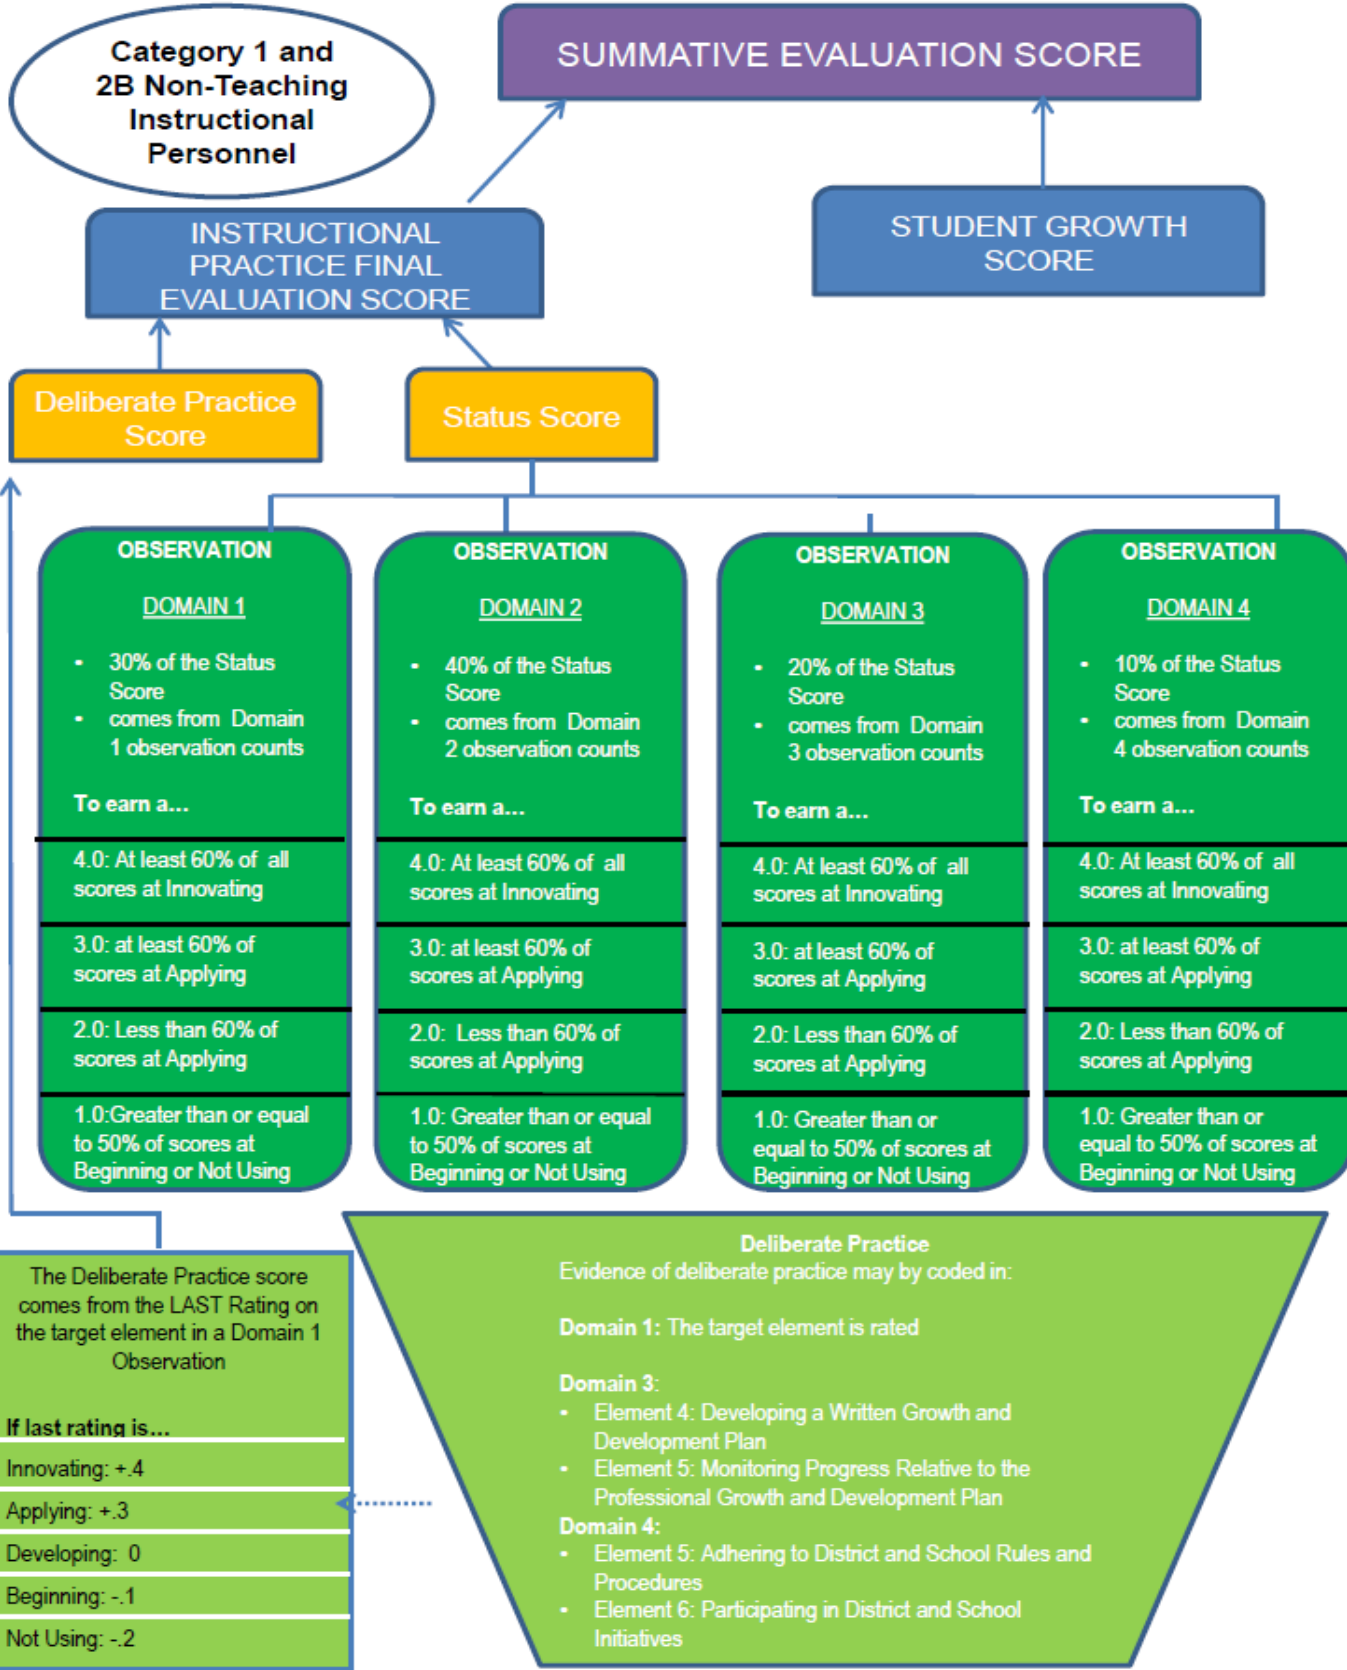 Category 1 and
2B Non-Teaching
Instructional
Personnel
SUMMATIVE EVALUATION SCORE
INSTRUCTIONAL
PRACTICE FINAL
EVALUATION SCORE
STUDENT GROWTH
SCORE
Deliberate Practice
Score
Status Score
OBSERVATION
DOMAIN 1
• 30% of the Status
Score
• comes from Domain
1 observation counts
To earn a...
4.0: At least 60% of all
scores at Innovating
3.0: at least 60% of
scores at Applying
2.0: Less than 60% of
scores at Applying
1.0:Greater than or equal
to 50% of scores at
Beginning or Not Using
OBSERVATION
DOMAIN 2
• 40% of the Status
Score
• comes from Domain
2 observation counts
To earn a...
4.0: At least 60% of all
scores at Innovating
3.0: at least 60% of
scores at Applying
2.0: Less than 60% of
scores at Applying
1.0: Greater than or equal
to 50% of scores at
Beginning or Not Using
OBSERVATION
DOMAIN 3
• 20% of the Status
Score
• comes from Domain
3 observation counts
To earn a...
4.0: At least 60% of all
scores at Innovating
3.0: at least 60% of
scores at Applying
2.0: Less than 60% of
scores at Applying
1.0: Greater than or
equal to 50% of scores at
Beginning or Not Using
OBSERVATION
DOMAIN 4
• 10% of the Status
Score
• comes from Domain
4 observation counts
To earn a...
4.0: At least 60% of all
scores at Innovating
3.0: at least 60% of
scores at Applying
2.0: Less than 60% of
scores at Applying
1.0: Greater than or
equal to 50% of scores at
Beginning or Not Using
The Deliberate Practice score
comes from the LAST Rating on
the target element in a Domain 1
Observation
If last rating is...
Innovating: +.4
Applying: +.3
Developing: 0
Beginning: -.1
Not Using: -.2
Deliberate Practice
Evidence of deliberate practice may by coded in:
Domain 1: The target element is rated
Domain 3:
• Element 4: Developing a Written Growth and
Development Plan
• Element 5: Monitoring Progress Relative to the
Professional Growth and Development Plan
Domain 4:
• Element 5: Adhering to District and School Rules and
Procedures
• Element 6: Participating in District and School
Initiatives